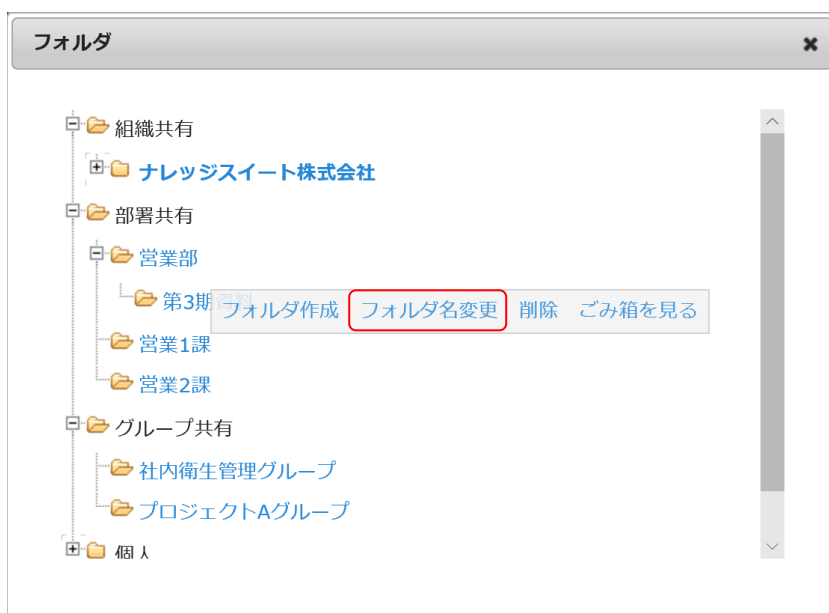 フォルダ
組織共有
ナレッジスイート株式会社
部署共有
営業部
第3期資料
フォルダ作成 フォルダ名変更 削除 ごみ箱を見る
営業1課
営業2課
グループ共有
社内衛生管理グループ
プロジェクトAグループ
個人